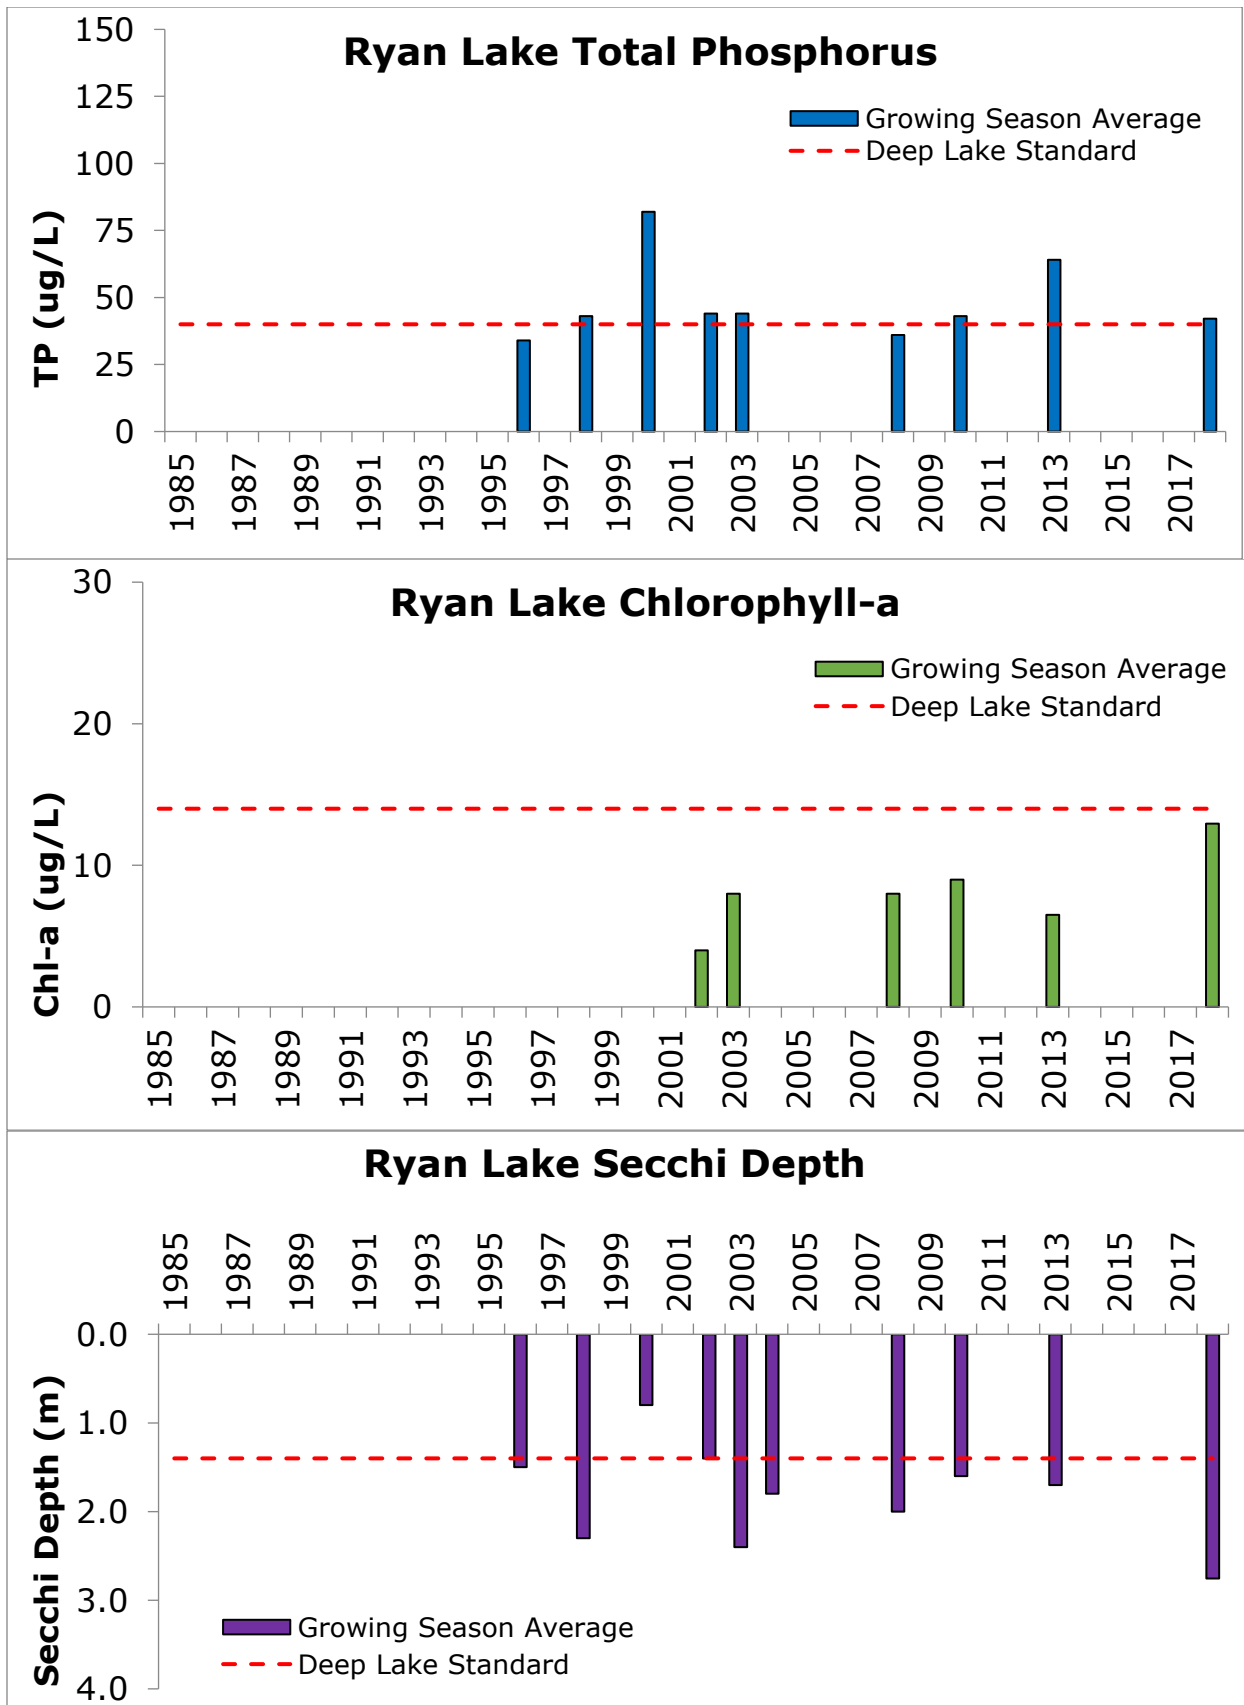 Ryan Lake Total Phosphorus
150
125
100
75
50
25
0
TP (ug/L)
Growing Season Average
Deep Lake Standard
1985 1987 1989 1991 1993 1995 1997 1999 2001 2003 2005 2007 2009 2011 2013 2015 2017
Ryan Lake Chlorophyll-a
30
20
10
0
Chl-a (ug/L)
Growing Season Average
Deep Lake Standard
1985 1987 1989 1991 1993 1995 1997 1999 2001 2003 2005 2007 2009 2011 2013 2015 2017
Ryan Lake Secchi Depth
1985 1987 1989 1991 1993 1995 1997 1999 2001 2003 2005 2007 2009 2011 2013 2015 2017
0.0
1.0
2.0
3.0
4.0
Secchi Depth (m)
Growing Season Average
Deep Lake Standard